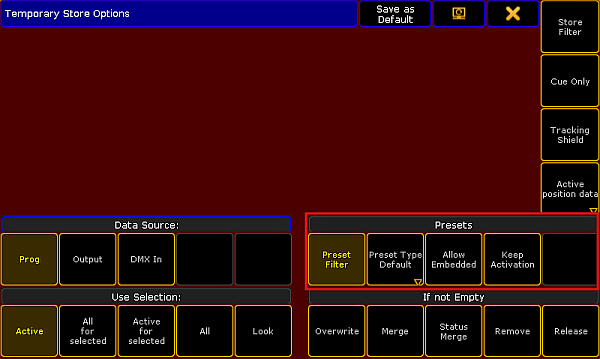 Temporary Store Options
Save as
Default
Store
Filter
Cue Only
Tracking
Shield
Active
position data
Data Source:
Prog
Output
DMX In
Presets
Preset
Filter
Preset Type
Default
Allow
Embedded
Keep
Activation
Use Selection:
Active
All
for
selected
Active
for
selected
All
Look
If not Empty
Overwrite
Merge
Status
Merge
Remove
Release